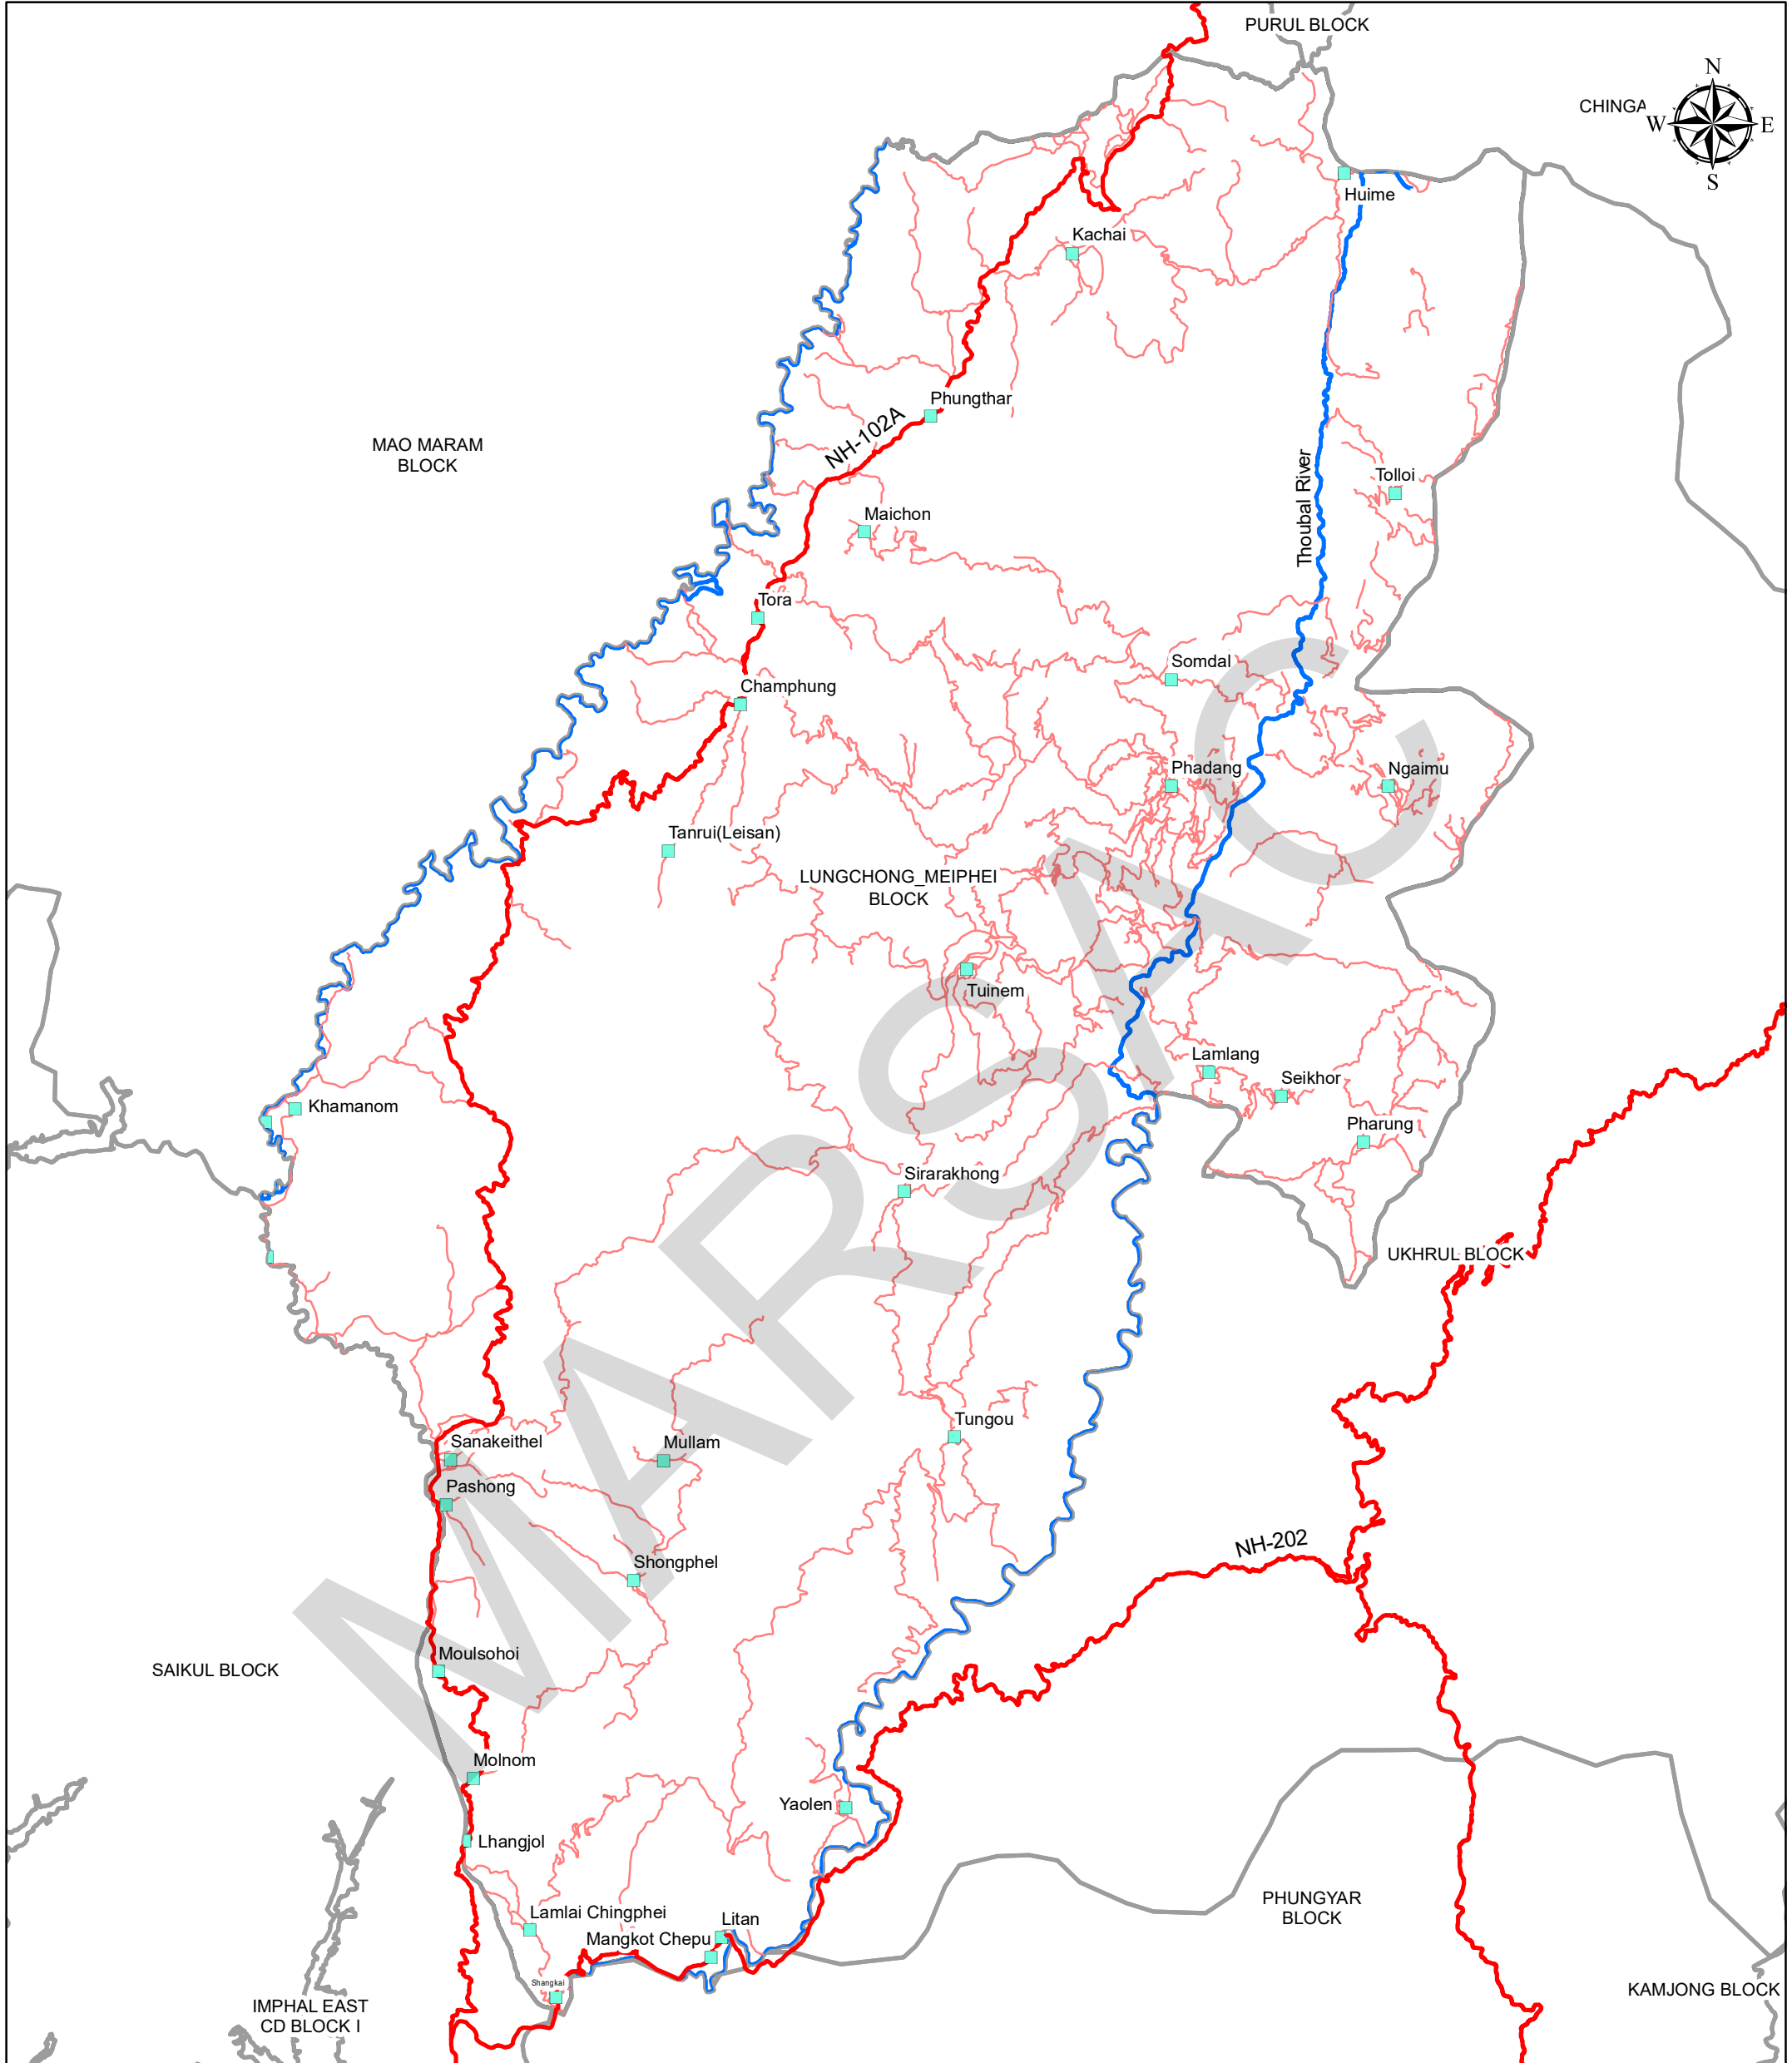 PURUL BLOCK
N
CHINGA
W
E
S
Huime
Kachai
Phungthar
NH-102A
MAO MARAM
BLOCK
Thoubal River
Tolloi
Maichon
Tora
Somdal
Champhung
Phadang
Ngaimu
Tanrui(Leisan)
LUNGCHONG_MEIPHEI
BLOCK
Tuinem
Lamlang
Seikhor
Khamanom
Pharung
Sirarakhong
UKHRUL BLOCK
MARSAC
Tungou
Sanakeithel
Mullam
Pashong
NH-202
Shongphel
Moulsohoi
SAIKUL BLOCK
Molnom
Yaolen
Lhangjol
PHUNGYAR
BLOCK
Lamlai Chingphei
Litan
Mangkot Chepu
Shangkai
KAMJONG BLOCK
IMPHAL EAST
CD BLOCK I